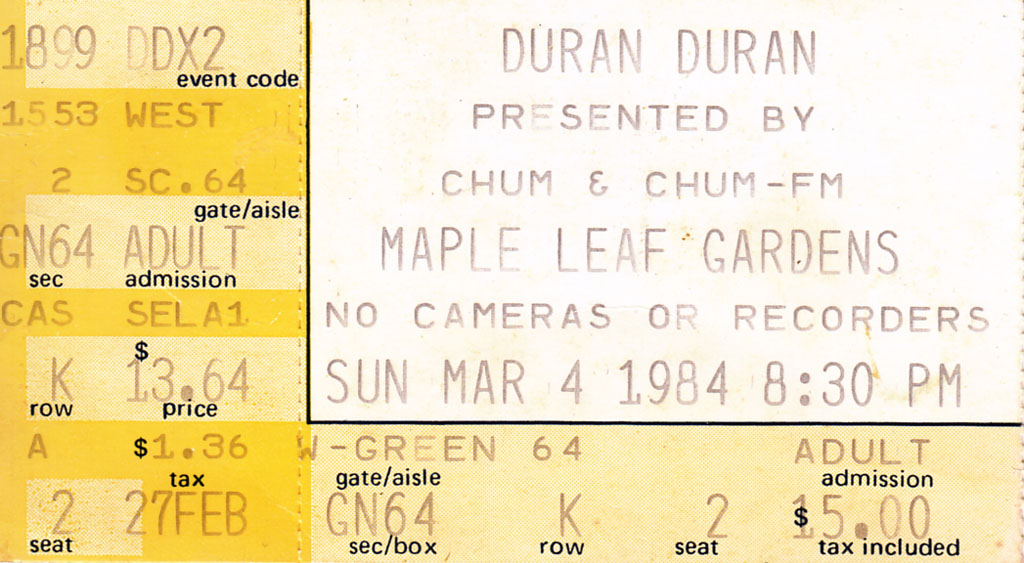 1899 DDX2
event code
1553 WEST
2 SC.64
gate/aisle
GN64 ADULT
sec admission
CAS SELA1
$
K 13.64
row price
A $1.36
tax
2 27FEB
seat
DURAN DURAN
PRESENTED BY
CHUM & CHUM-FM
MAPLE LEAF GARDENS
NO CAMERAS OR RECORDERS
SUN MAR 4 1984 8:30 PM
W-GREEN 64 ADULT
gate/aisle admission
GN64 K 2 $15.00
sec/box row seat tax included